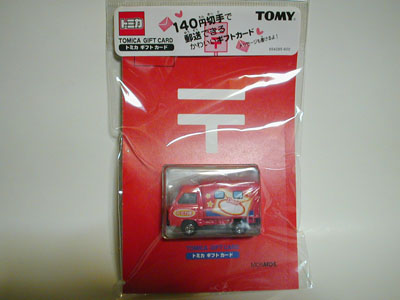 トミカ
TOMICA GIFT CARD
トミカ ギフト カード
140円切手で
郵送できる
かわいいギフトカード
TOMY
〒
TOMICA GIFT CARD
トミカ ギフト カード